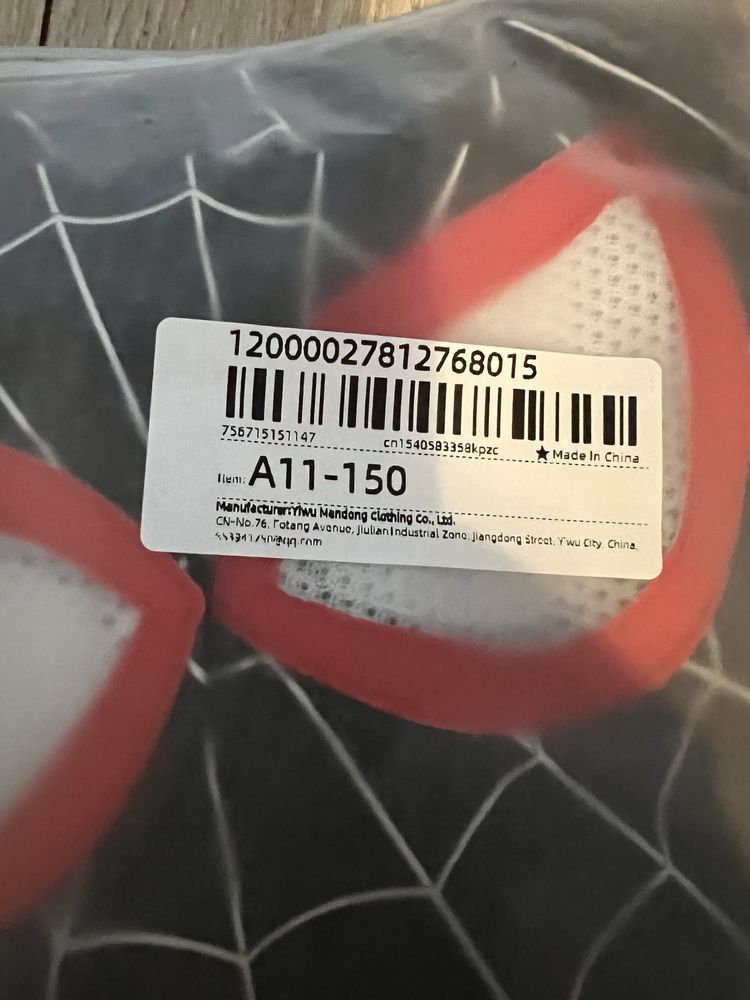 12000027812768015
756715151147 cn1540583358kpzc ★ Made In China
Item: A11-150
Manufacturer:Yiwu Mandong Clothing Co., Ltd.
CN-No.76, Fotang Avenue, Jiulian Industrial Zone, Jiangdong Street, Yiwu City, China.